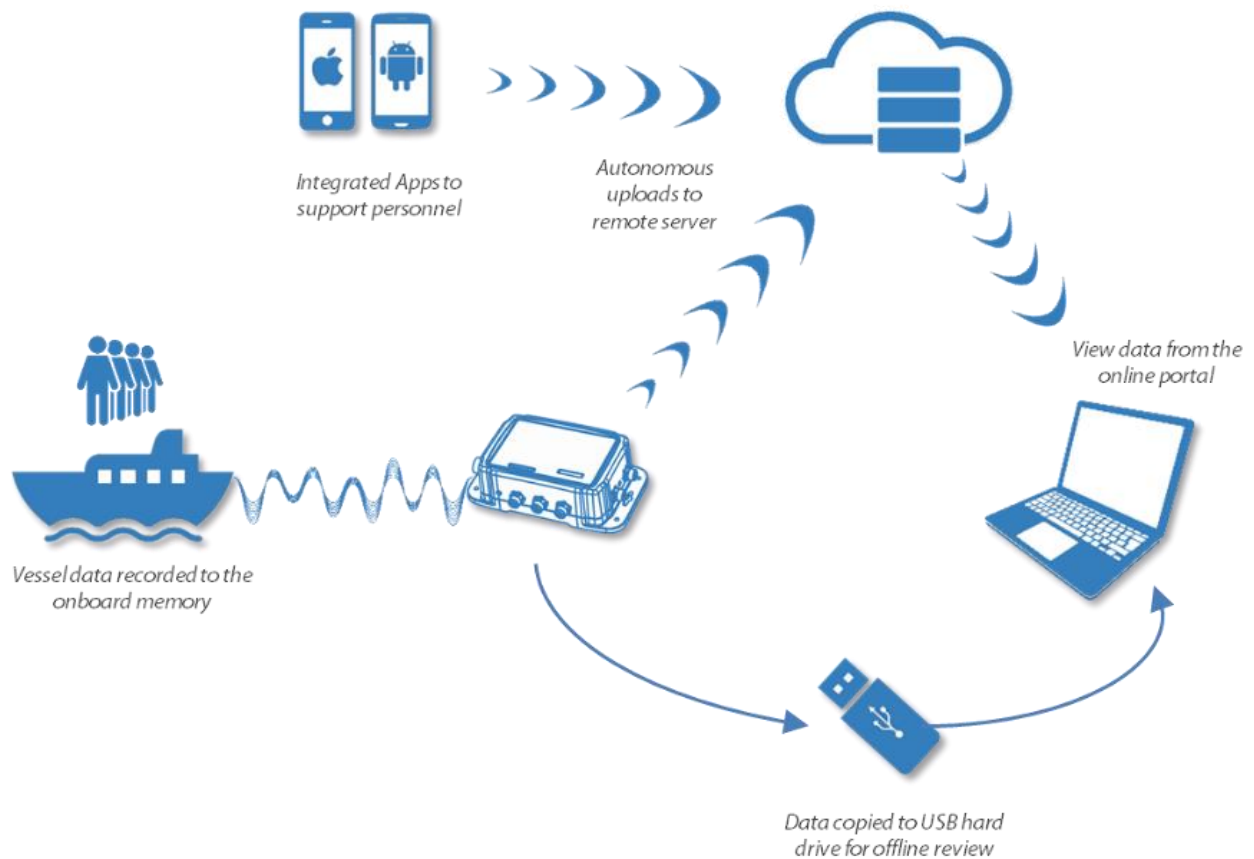 Integrated Apps to
support personnel
Autonomous
uploads to
remote server
View data from the
online portal
Vessel data recorded to the
onboard memory
Data copied to USB hard
drive for offline review